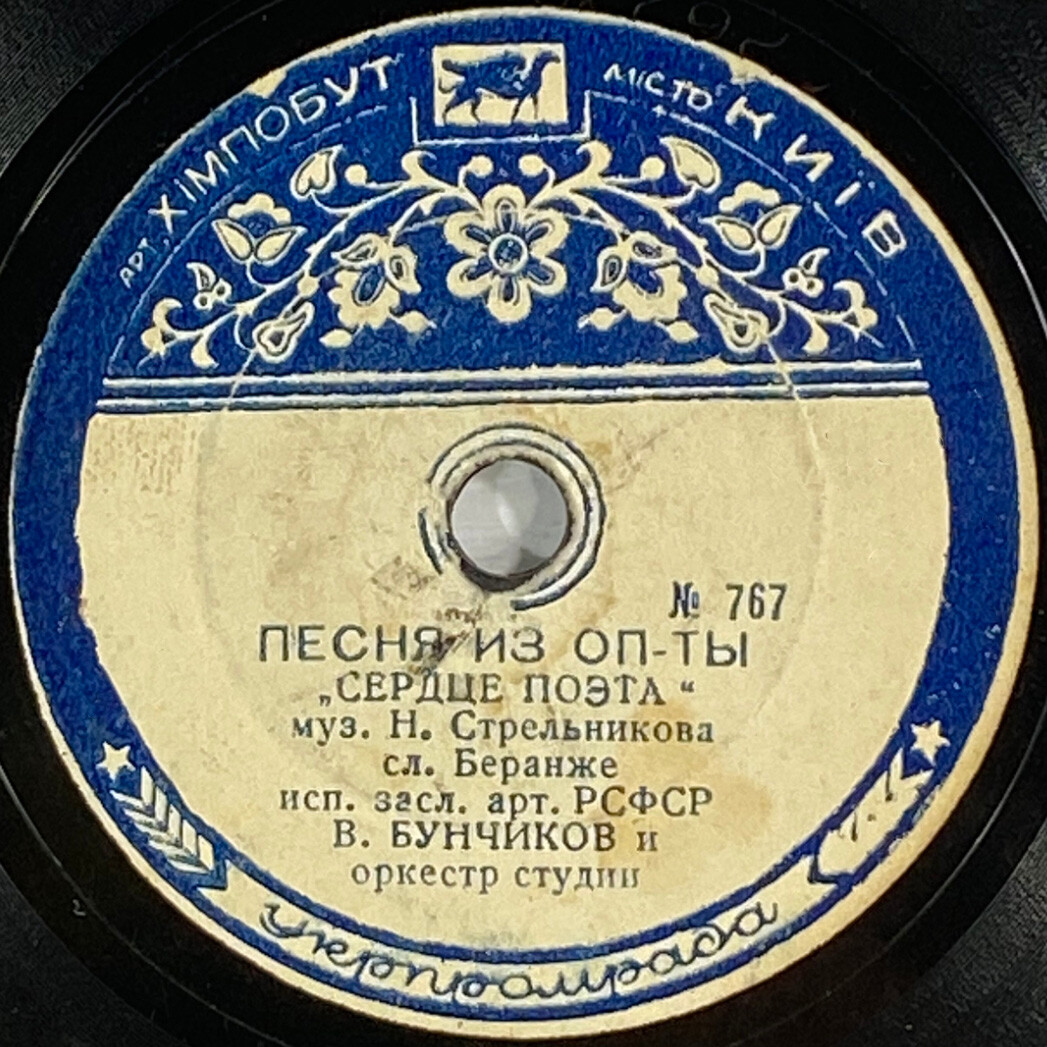 арт. ХІМПОБУТ
місто КИЇВ
№ 767
ПЕСНЯ ИЗ ОП-ТЫ
„СЕРДЦЕ ПОЭТА“
муз. Н. Стрельникова
сл. Беранже
исп. засл. арт. РСФСР
В. БУНЧИКОВ и
оркестр студии
Укрпромрада